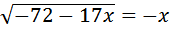 √(−72 − 17x) = −x